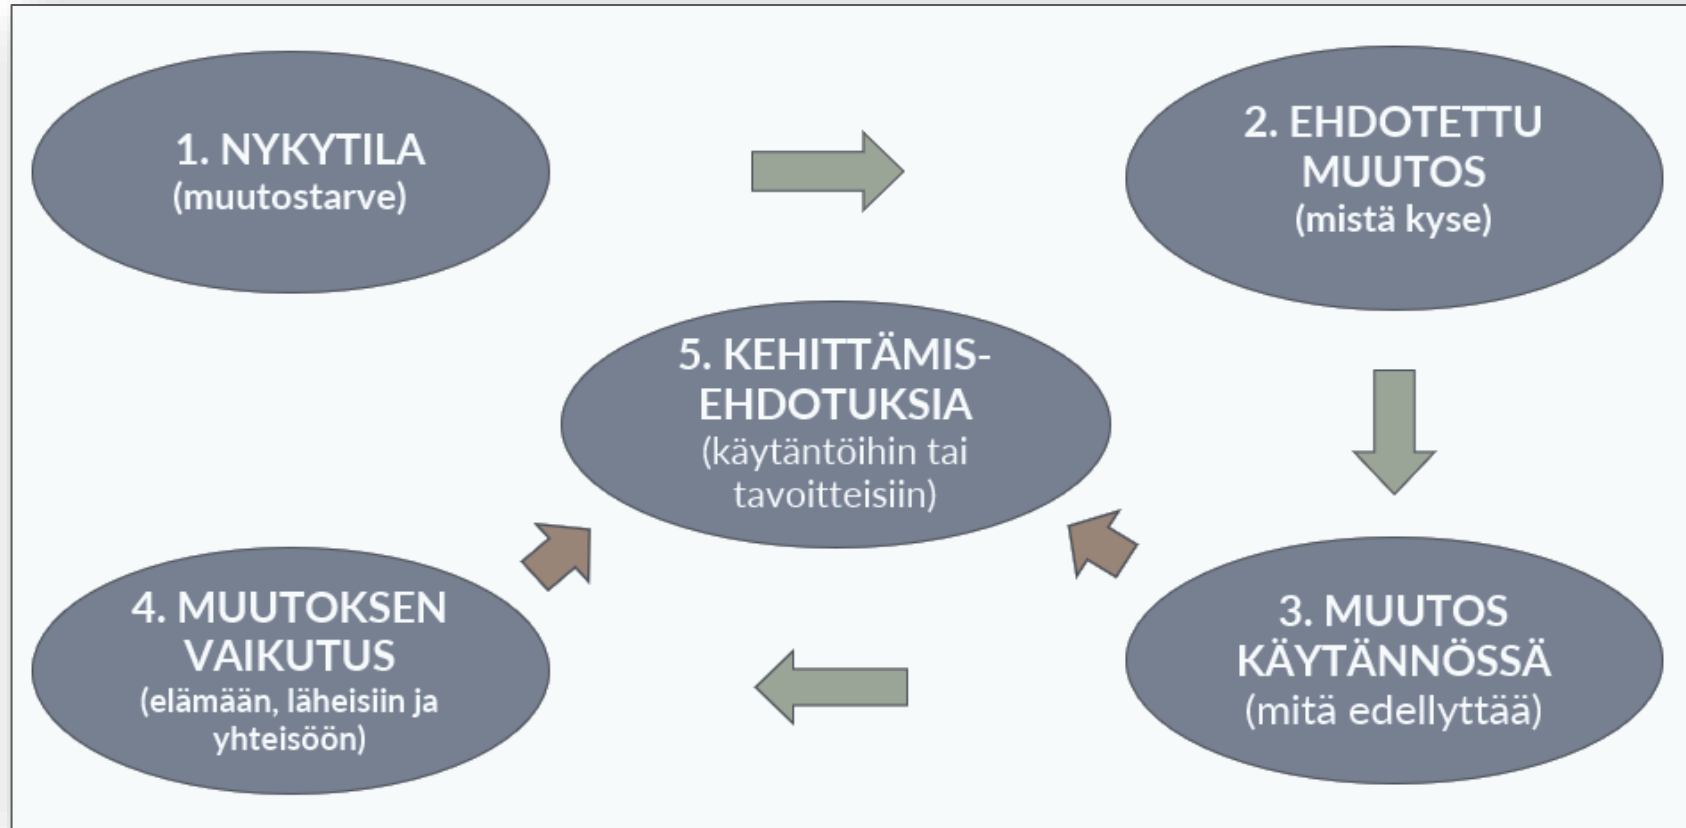 1. NYKYTILA
(muutostarve)
2. EHDOTETTU
MUUTOS
(mistä kyse)
3. MUUTOS
KÄYTÄNNÖSSÄ
(mitä edellyttää)
4. MUUTOKSEN
VAIKUTUS
(elämään, läheisiin ja
yhteisöön)
5. KEHITTÄMIS-
EHDOTUKSIA
(käytäntöihin tai
tavoitteisiin)